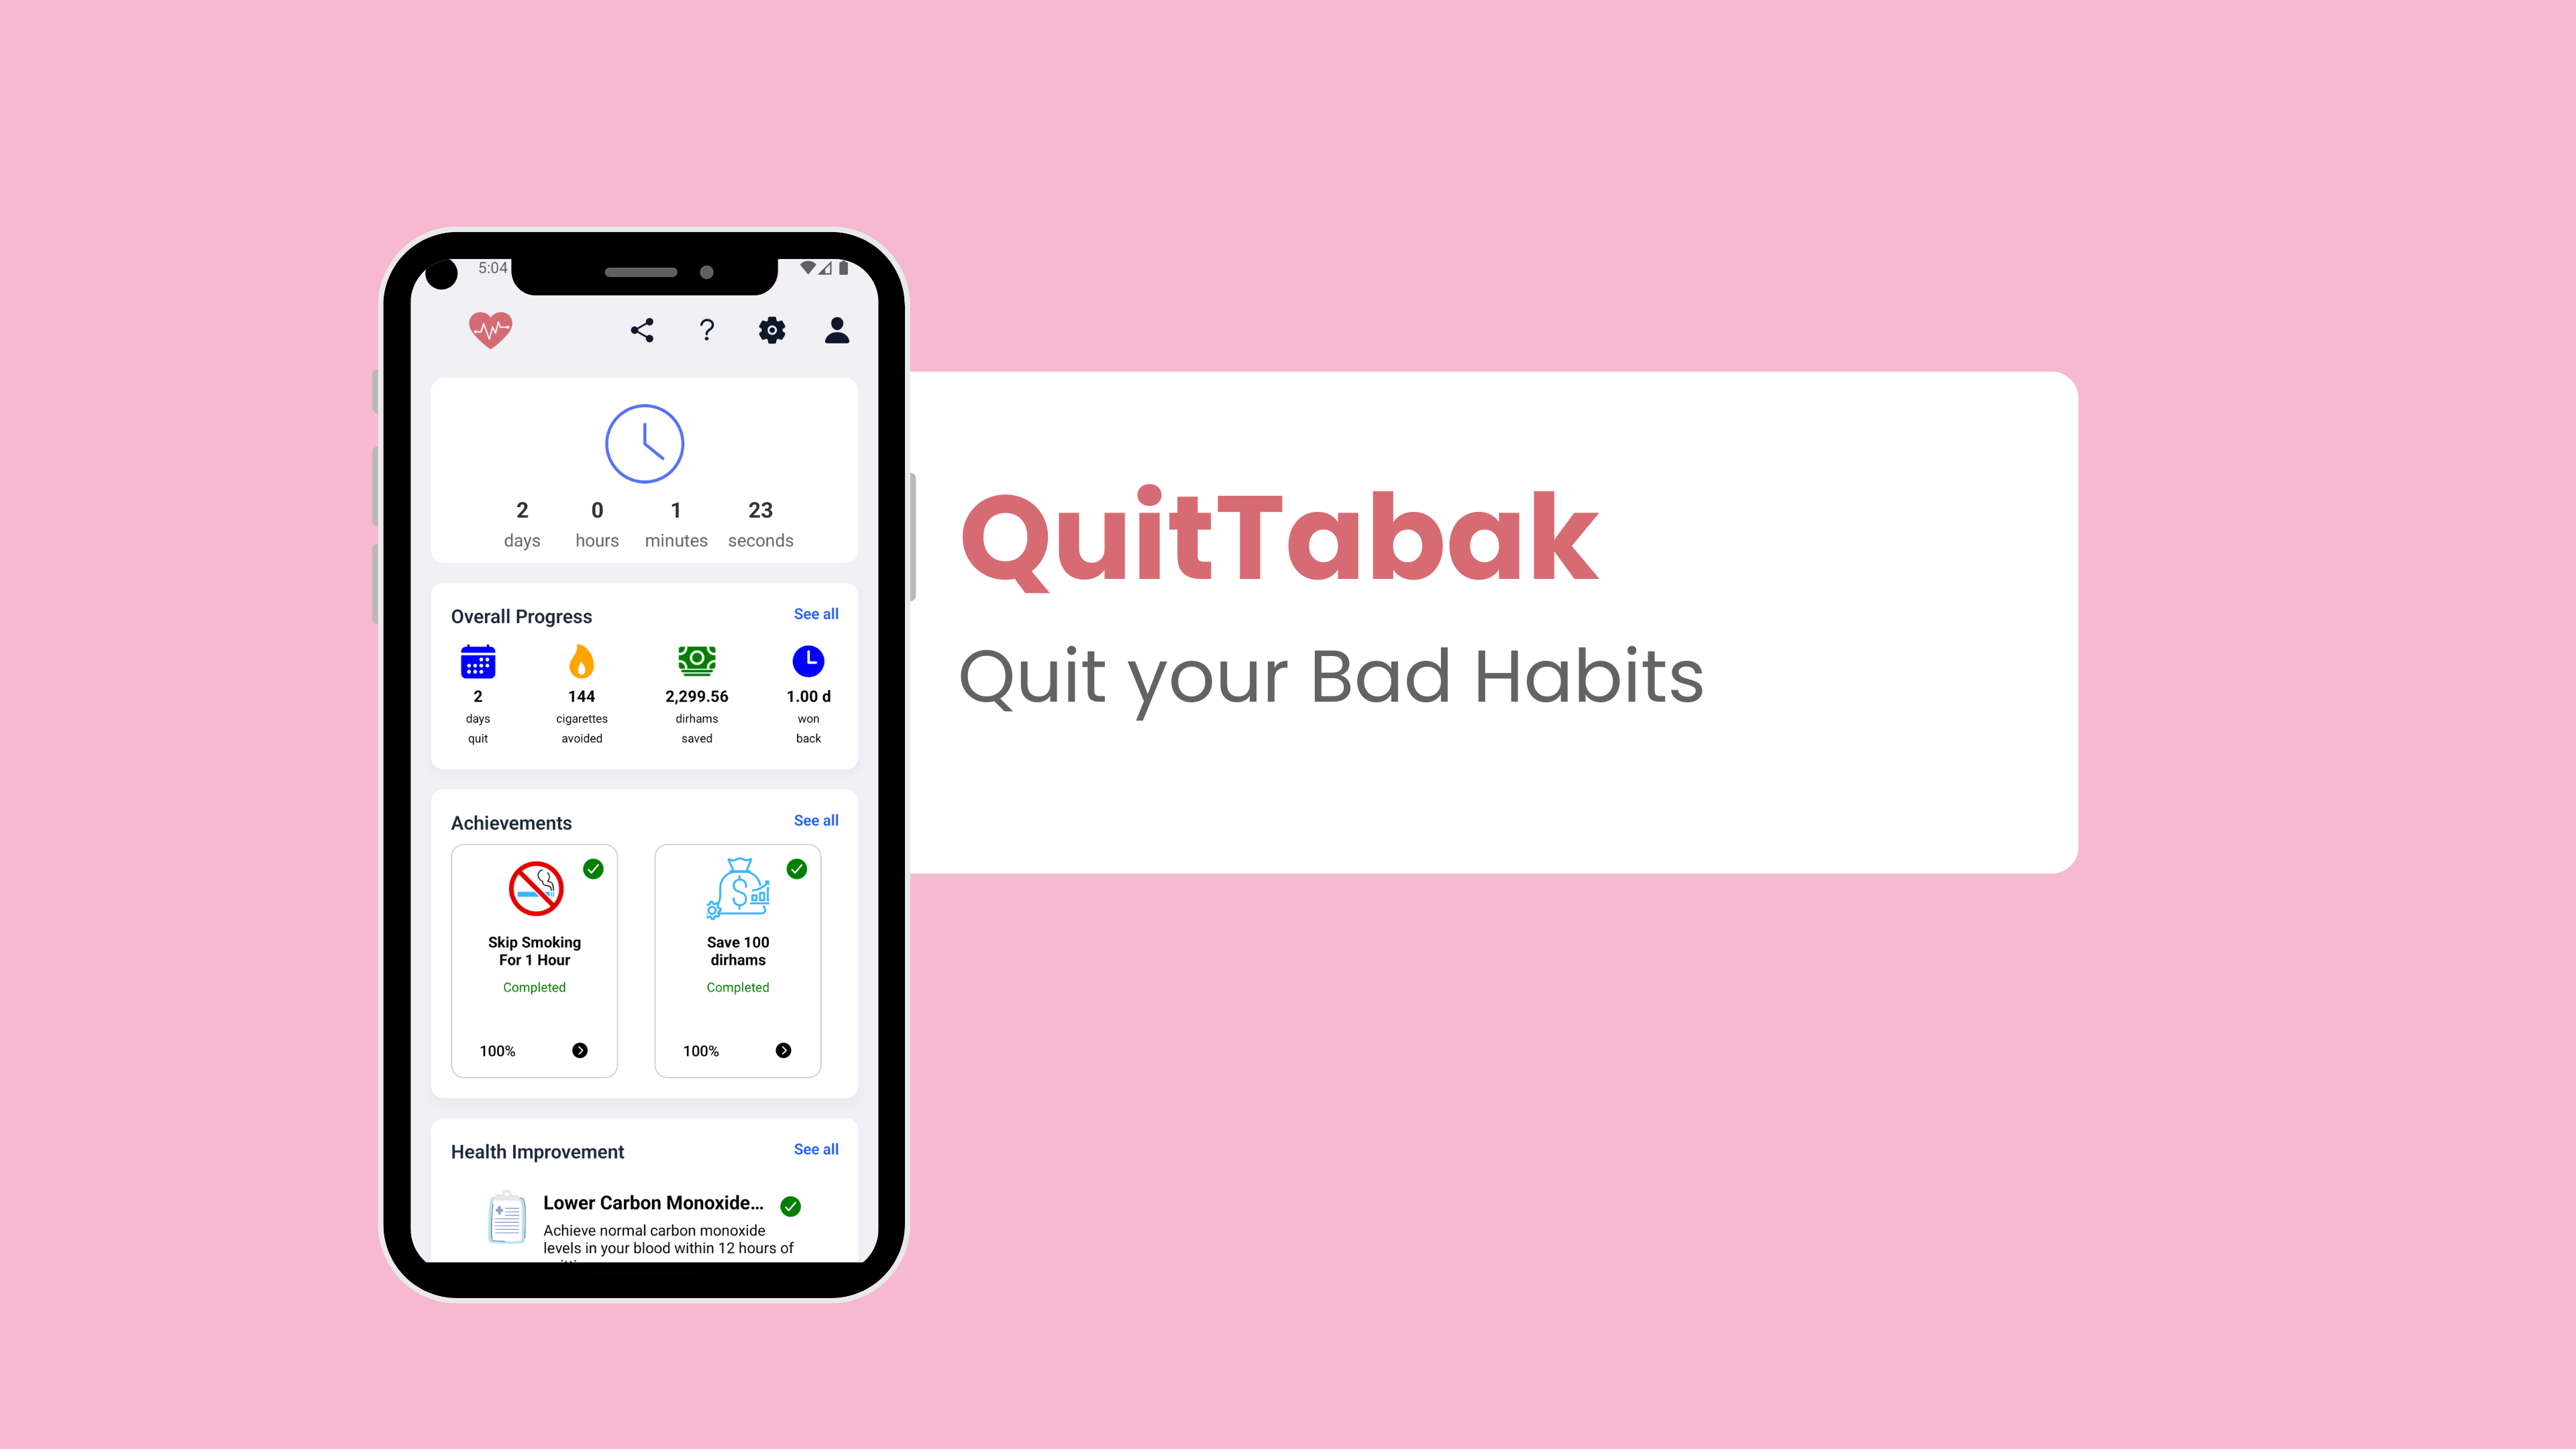 5:04
2 0 1 23
days hours minutes seconds
Overall Progress See all
2 144 2,299.56 1.00 d
days cigarettes dirhams won
quit avoided saved back
Achievements See all
Skip Smoking
For 1 Hour
Completed
100%
Save 100
dirhams
Completed
100%
Health Improvement See all
Lower Carbon Monoxide...
Achieve normal carbon monoxide
levels in your blood within 12 hours of
QuitTabak
Quit your Bad Habits